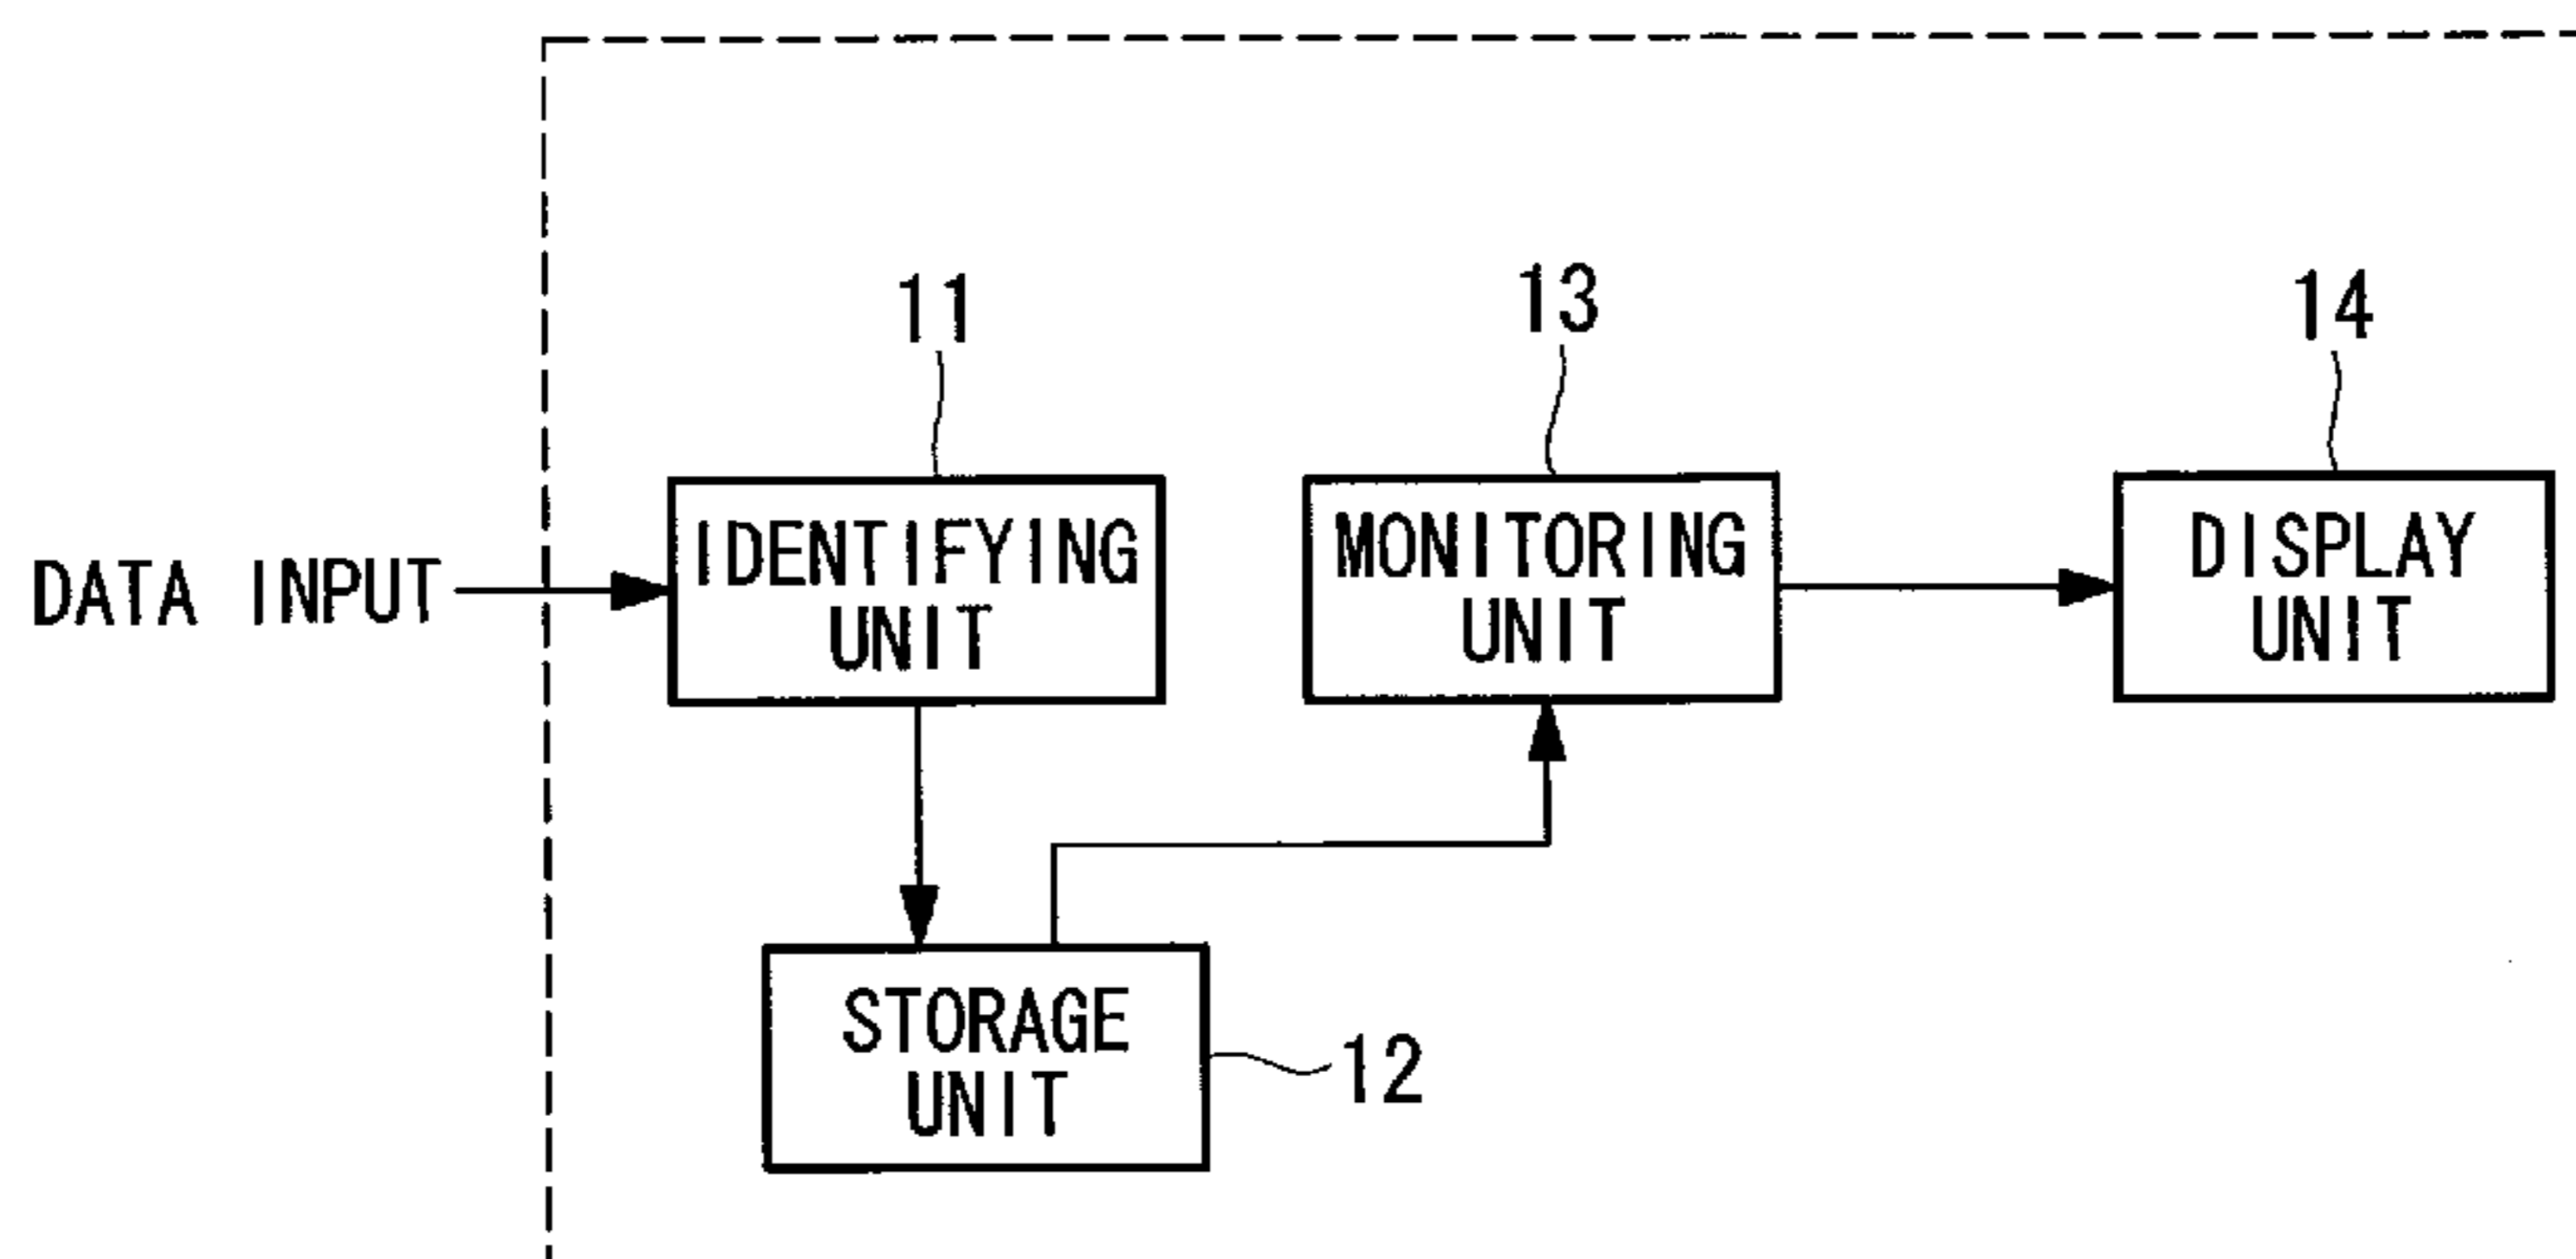 11
13
14
DATA INPUT
IDENTIFYING
UNIT
MONITORING
UNIT
DISPLAY
UNIT
STORAGE
UNIT
12